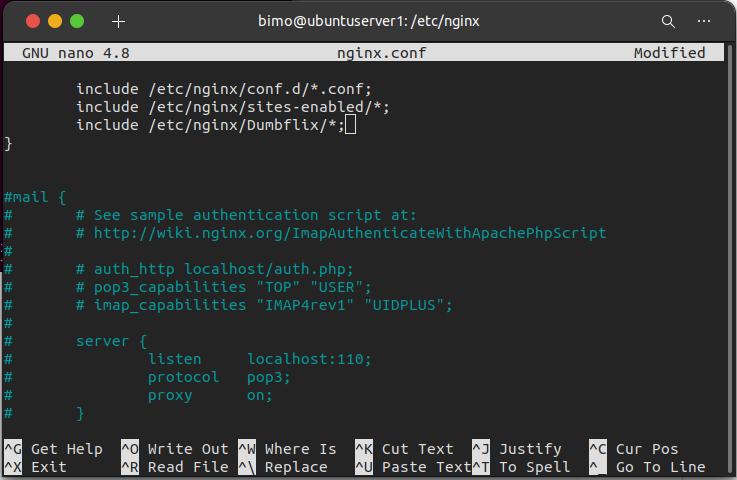 bimo@ubuntuserver1: /etc/nginx
GNU nano 4.8 nginx.conf Modified
include /etc/nginx/conf.d/*.conf;
include /etc/nginx/sites-enabled/*;
include /etc/nginx/Dumbflix/*;
}
#mail {
# # See sample authentication script at:
# # http://wiki.nginx.org/ImapAuthenticateWithApachePhpScript
#
# # auth_http localhost/auth.php;
# # pop3_capabilities "TOP" "USER";
# # imap_capabilities "IMAP4rev1" "UIDPLUS";
#
# server {
# listen localhost:110;
# protocol pop3;
# proxy on;
# }
^G Get Help ^O Write Out ^W Where Is ^K Cut Text ^J Justify ^C Cur Pos
^X Exit ^R Read File ^\ Replace ^U Paste Text ^T To Spell ^_ Go To Line